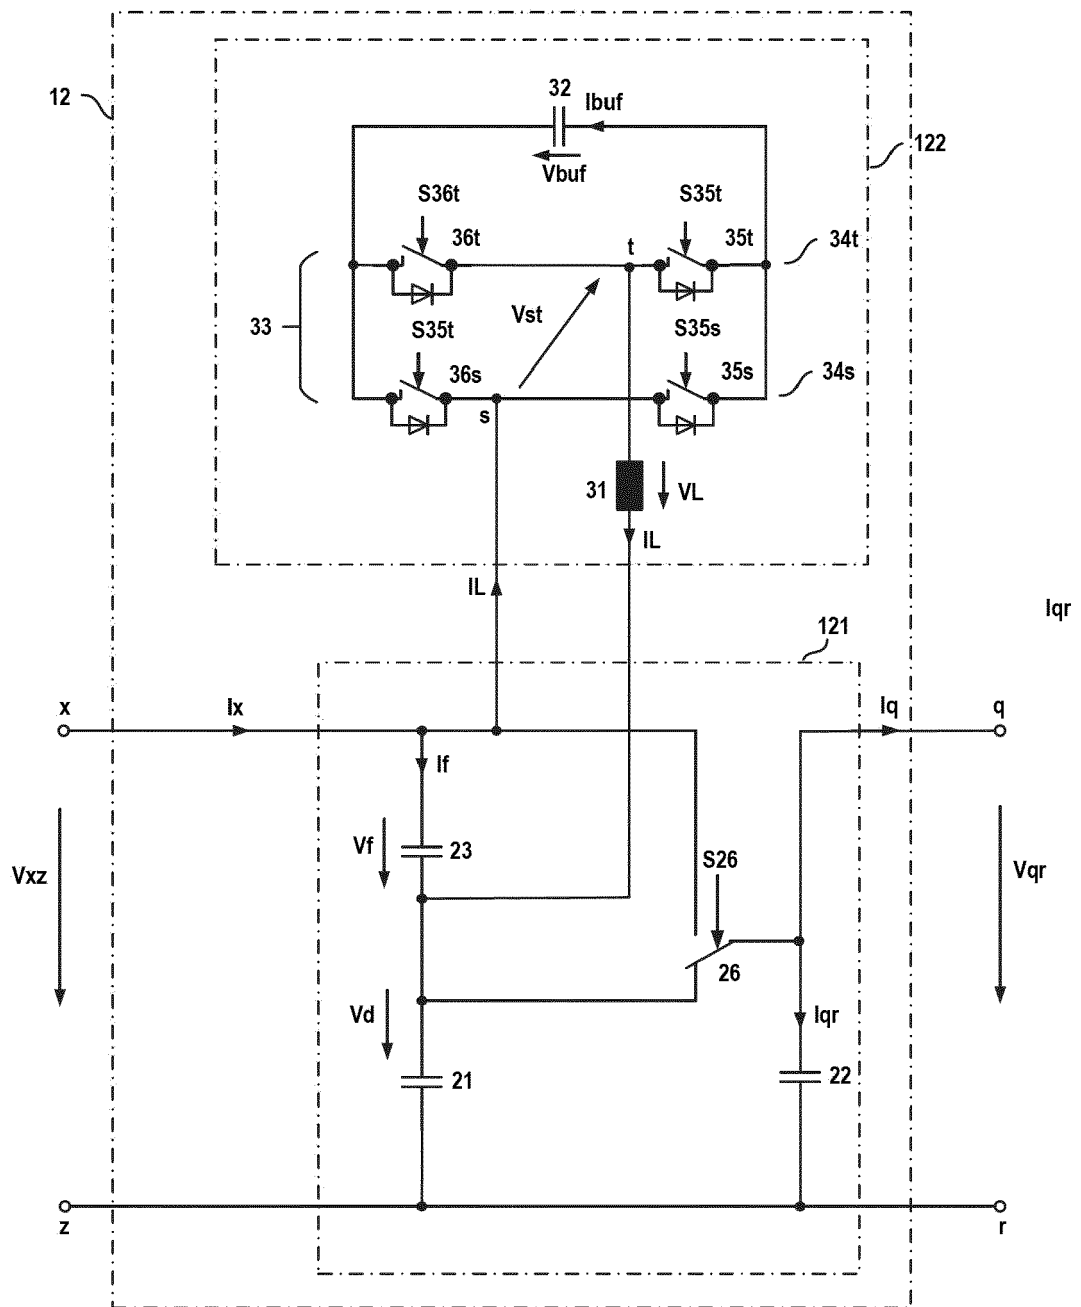 12
32
Ibuf
122
Vbuf
S36t
S35t
36t
t
35t
34t
Vst
33
S35t
S35s
36s
35s
34s
s
31
VL
IL
IL
Iqr
121
x
Ix
Iq
q
If
Vf
23
S26
Vxz
Vqr
26
Vd
Iqr
21
22
z
r